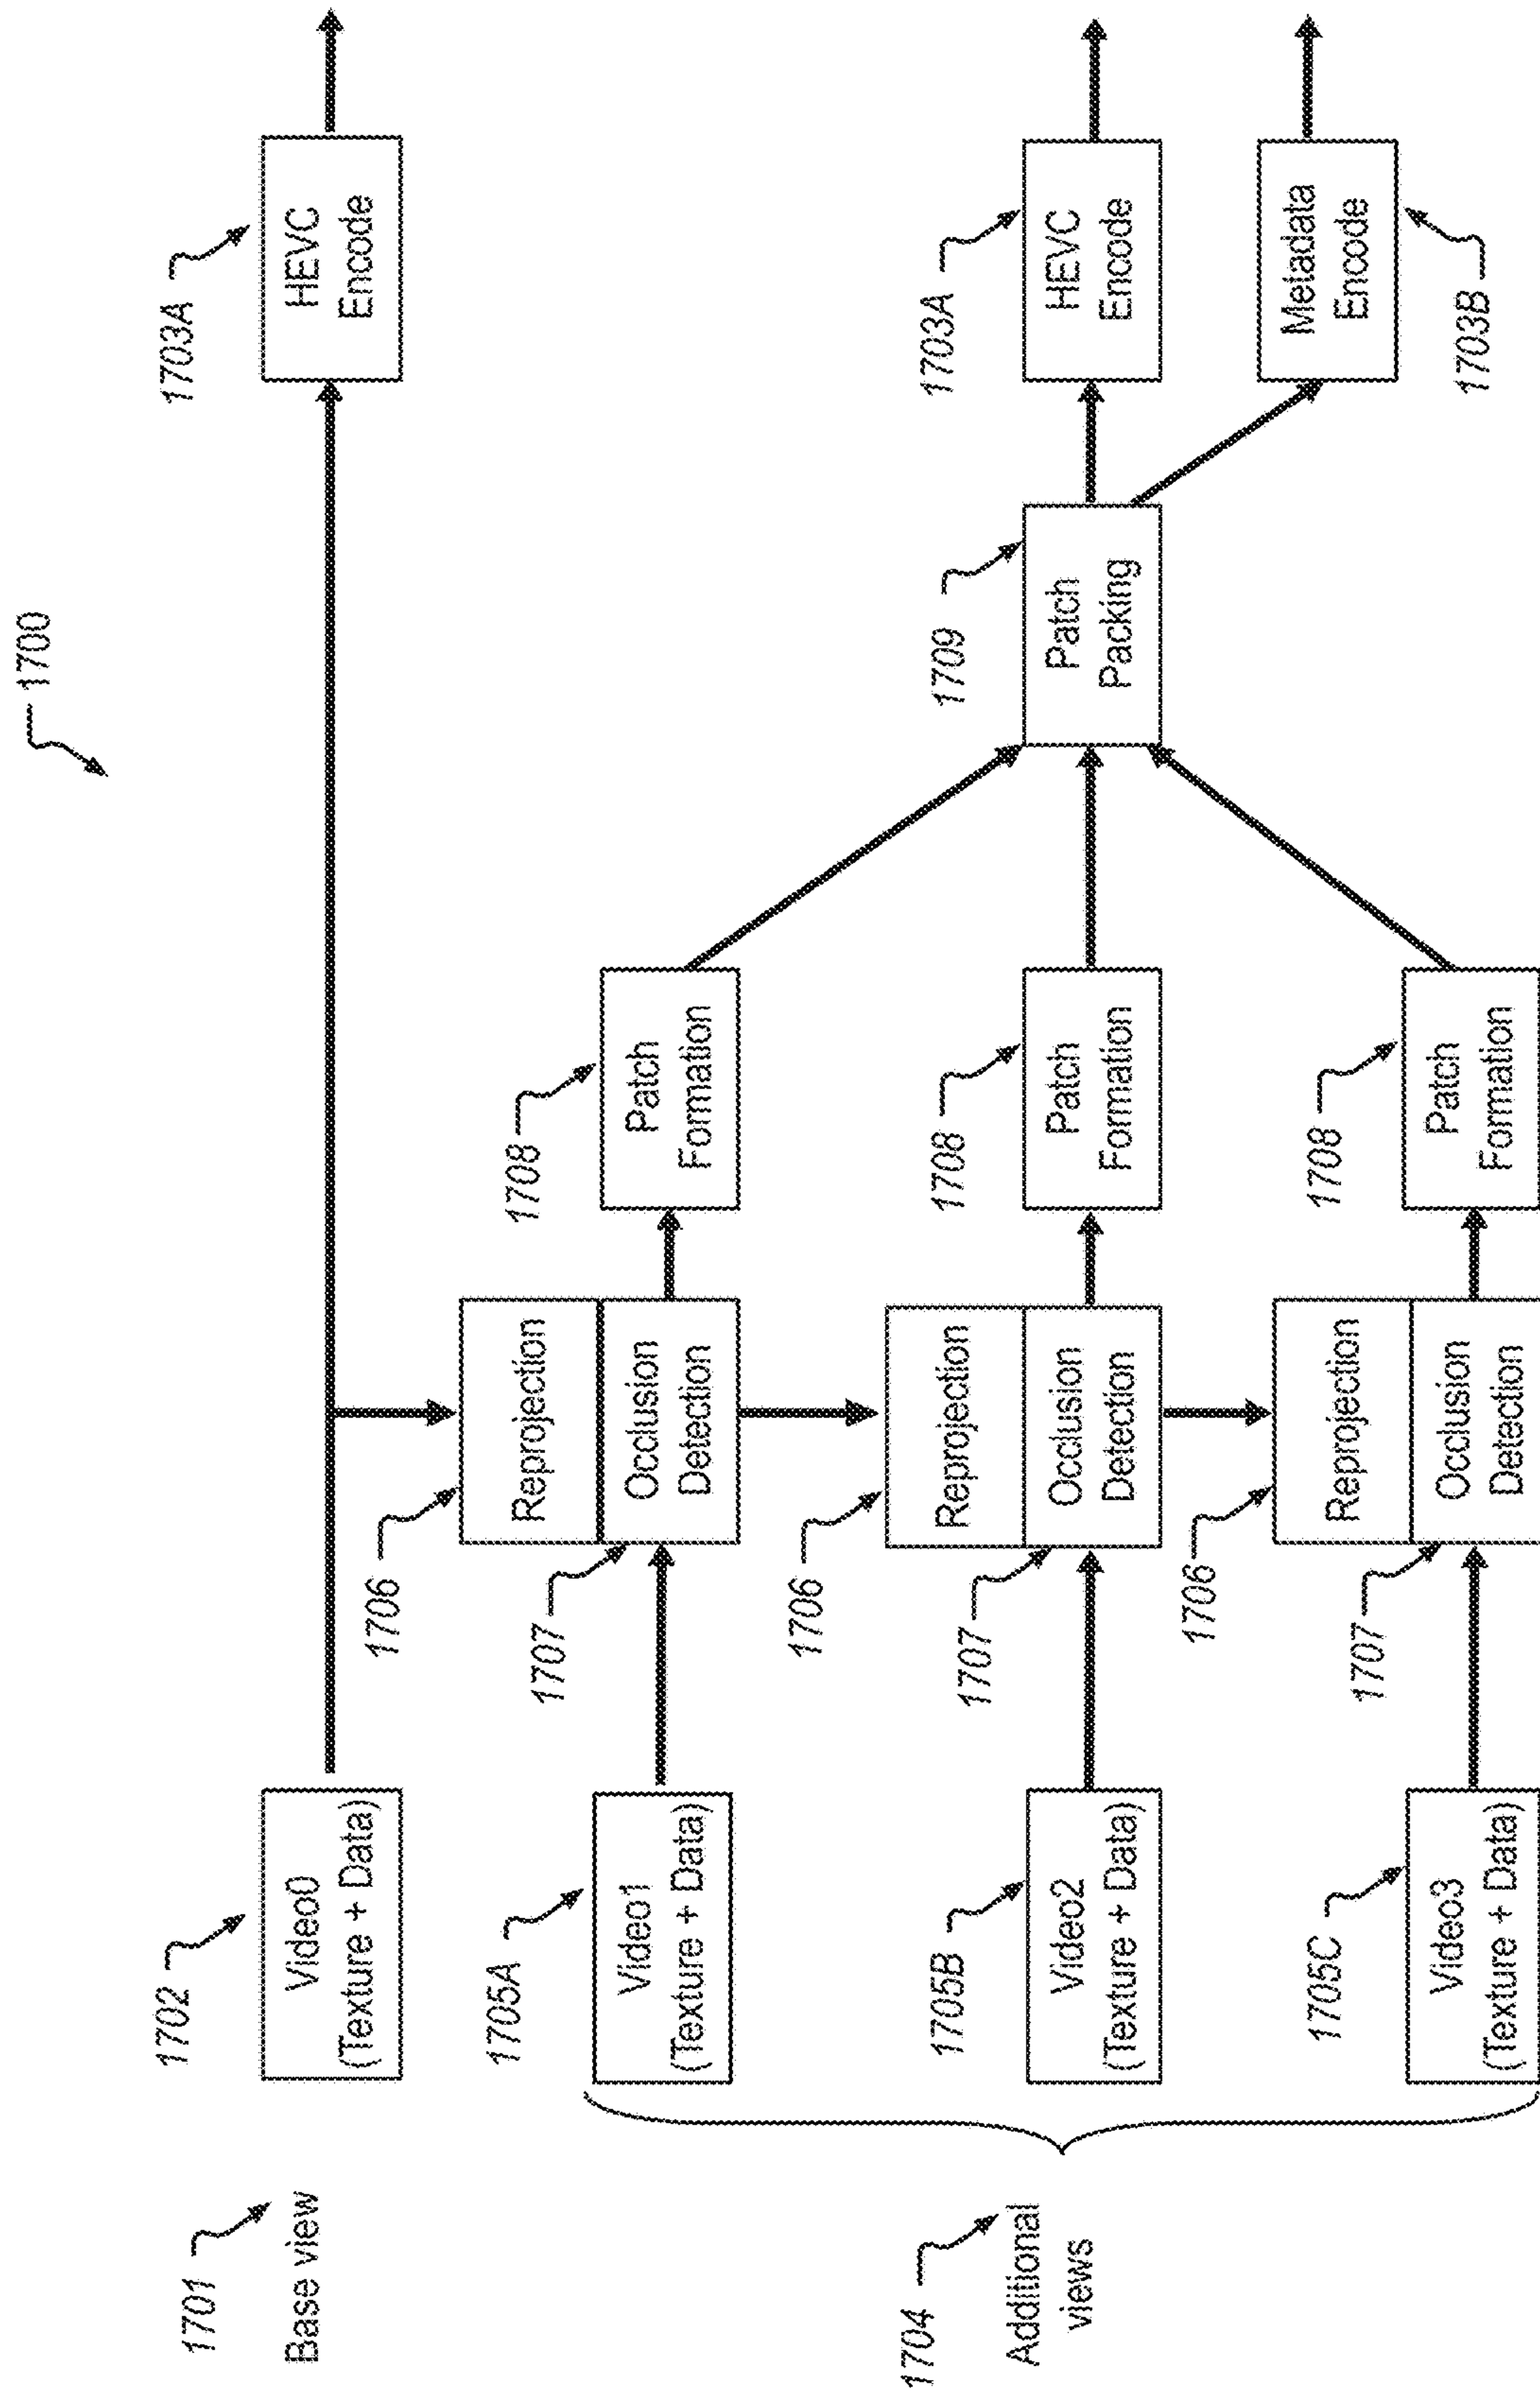 1700
1701
Base view
1702
Video0
(Texture + Data)
1703A
HEVC
Encode
1704
Additional
views
1705A
Video1
(Texture + Data)
1706
Reprojection
1707
Occlusion
Detection
1708
Patch
Formation
1705B
Video2
(Texture + Data)
1706
Reprojection
1707
Occlusion
Detection
1708
Patch
Formation
1709
Patch
Packing
1703A
HEVC
Encode
Metadata
Encode
1703B
1705C
Video3
(Texture + Data)
1706
Reprojection
1707
Occlusion
Detection
1708
Patch
Formation